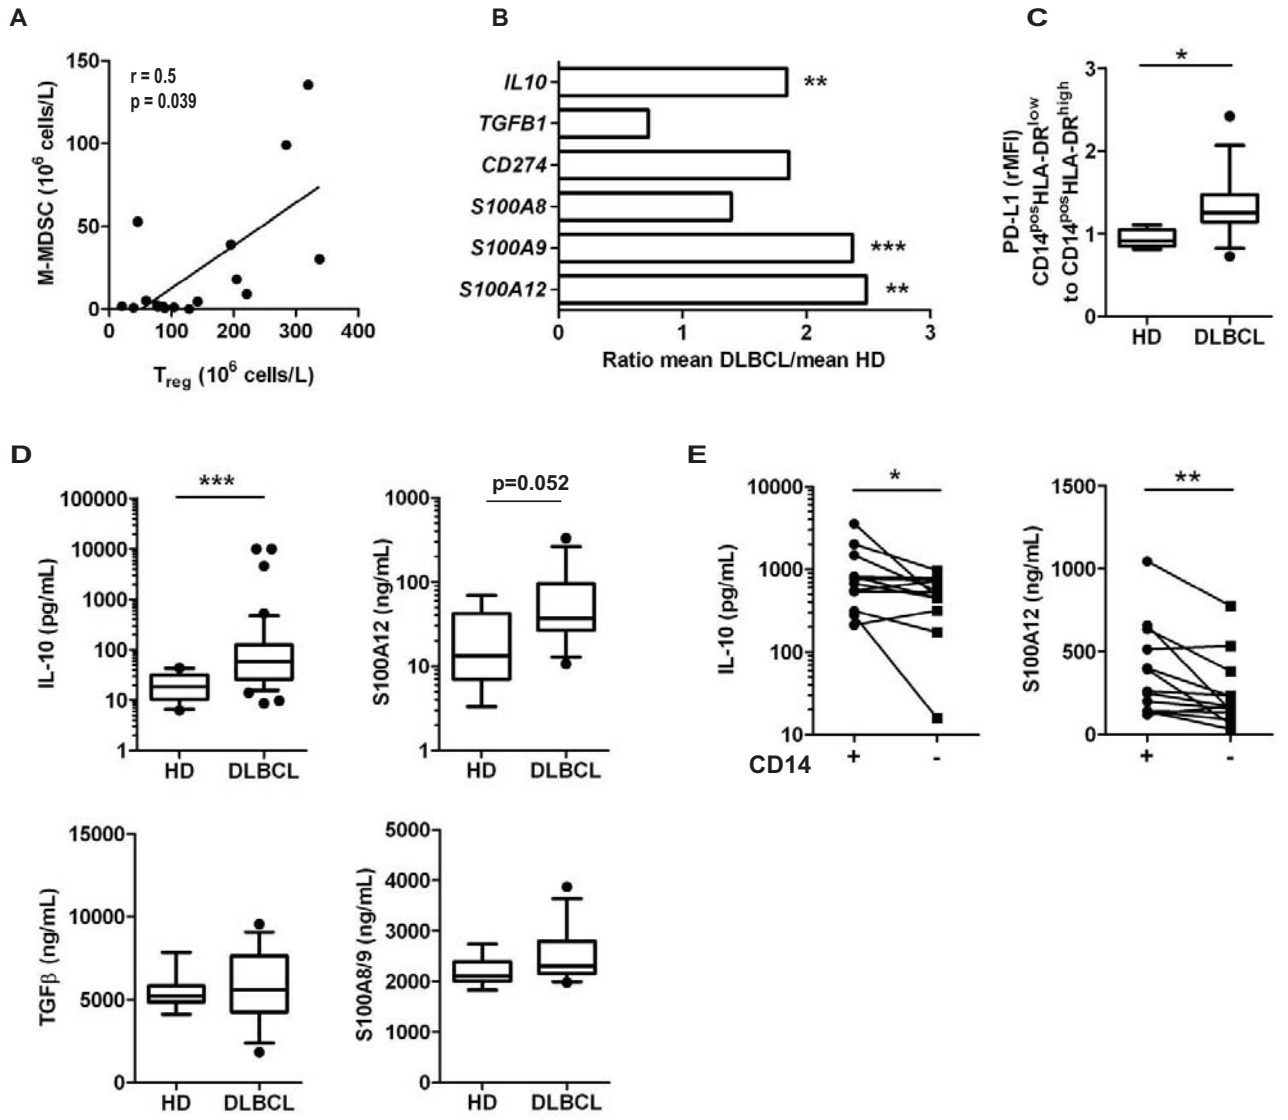 A
B
C
r = 0.5
p = 0.039
M-MDSC (10⁶ cells/L)
150
100
50
0
0 100 200 300 400
Treg (10⁶ cells/L)
IL10 **
TGFB1
CD274
S100A8
S100A9 ***
S100A12 **
0 1 2 3
Ratio mean DLBCL/mean HD
PD-L1 (rMFI)
CD14posHLA-DRlow
to CD14posHLA-DRhigh
*
3
2
1
0
HD DLBCL
D
***
IL-10 (pg/mL)
100000
10000
1000
100
10
1
HD DLBCL
p=0.052
S100A12 (ng/mL)
1000
100
10
1
HD DLBCL
E
*
IL-10 (pg/mL)
10000
1000
100
10
CD14 + -
**
S100A12 (ng/mL)
1500
1000
500
0
+ -
TGFβ (ng/mL)
15000
10000
5000
0
HD DLBCL
S100A8/9 (ng/mL)
5000
4000
3000
2000
1000
0
HD DLBCL